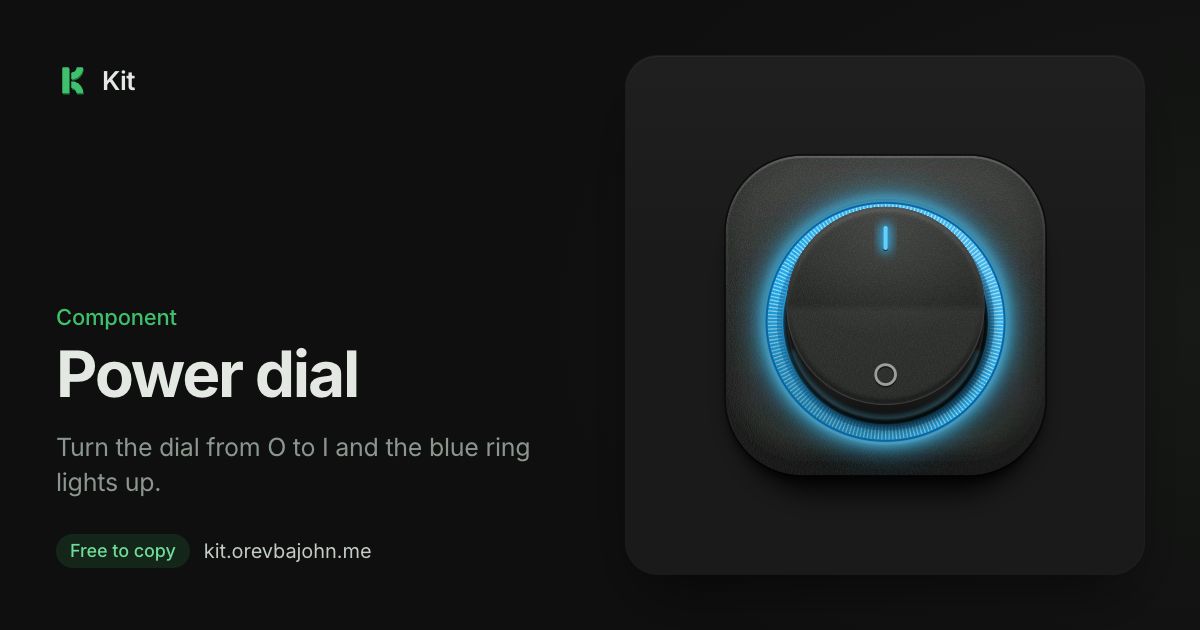 Kit
Component
Power dial
Turn the dial from O to I and the blue ring
lights up.
Free to copy
kit.orevbajohn.me